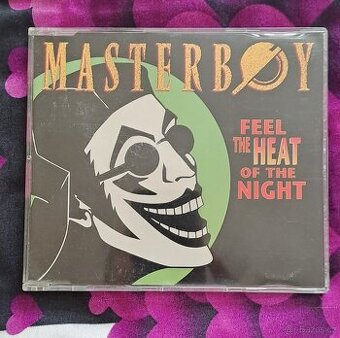 MASTERBOY
FEEL
THE HEAT
OF THE
NIGHT